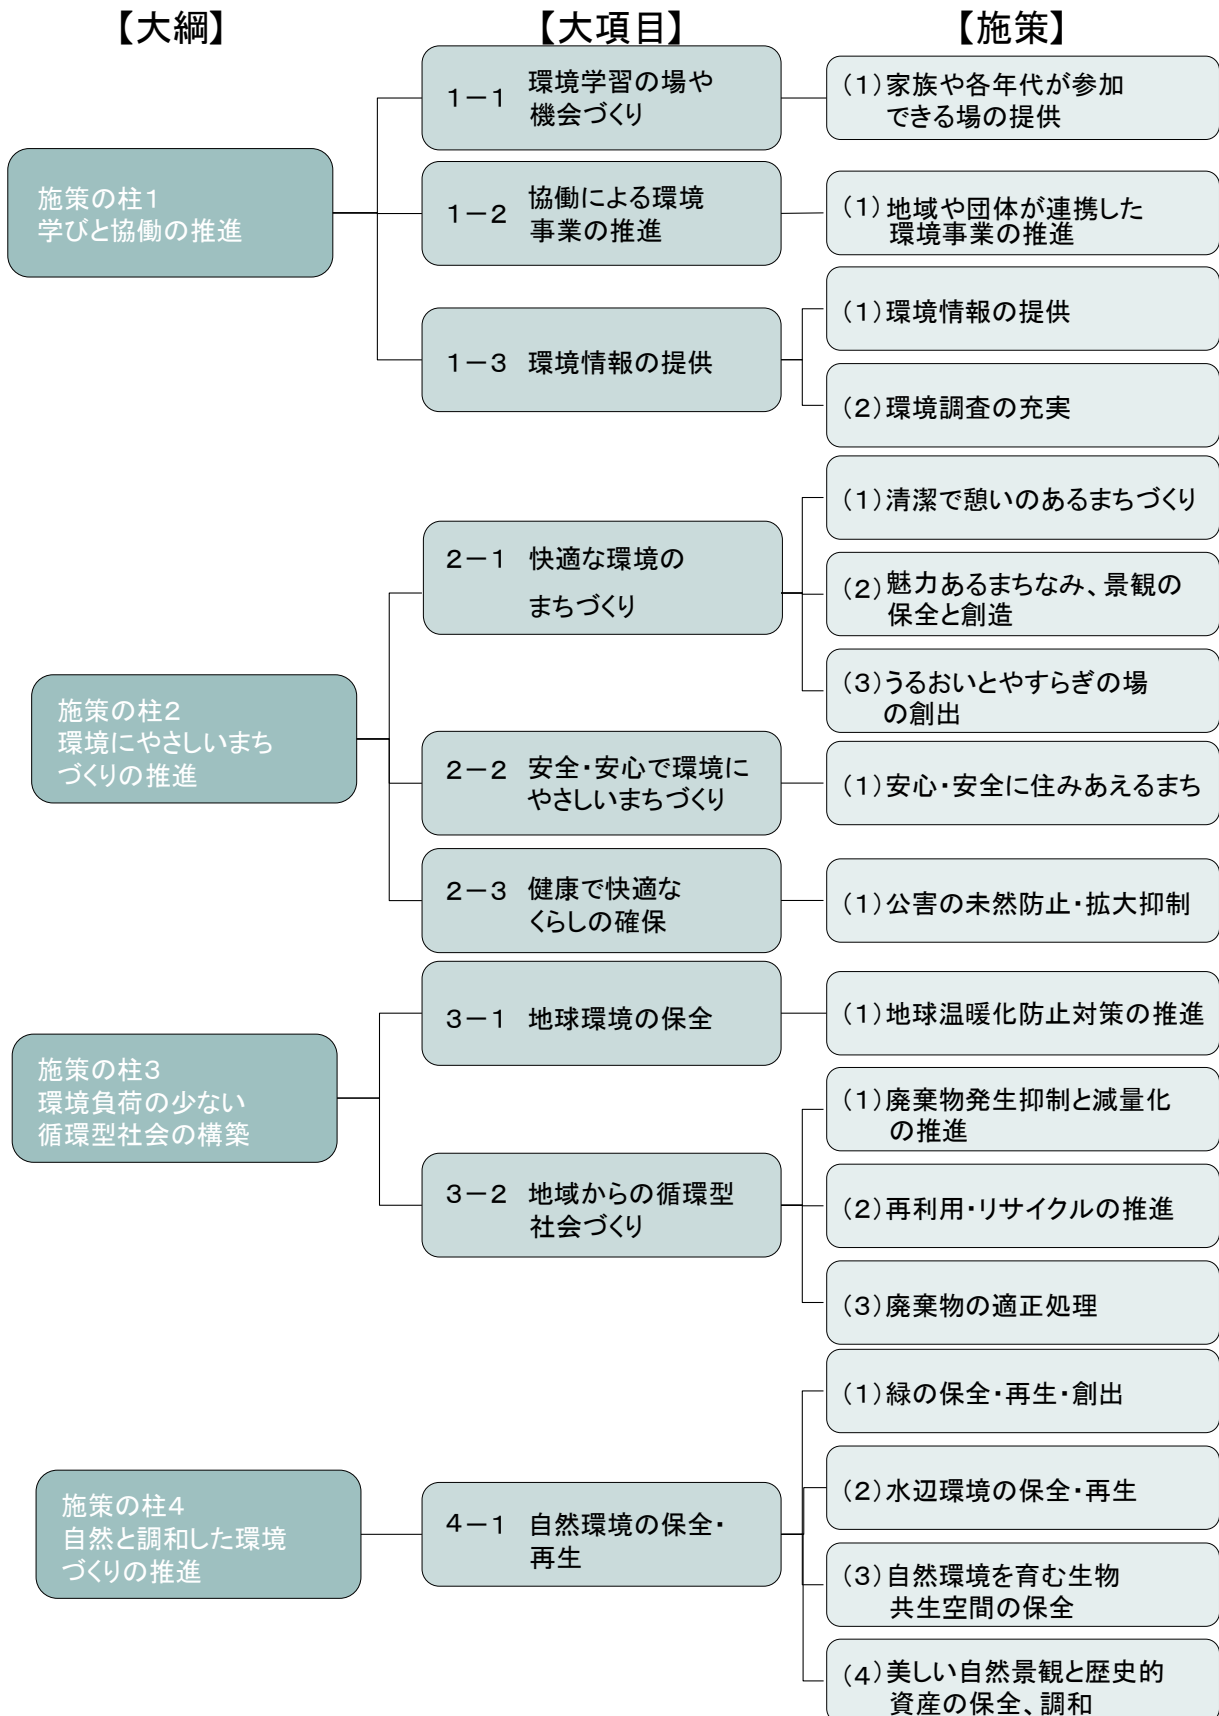 【大綱】
【大項目】
【施策】
施策の柱1
学びと協働の推進
1－1 環境学習の場や
機会づくり
(1)家族や各年代が参加
できる場の提供
1－2 協働による環境
事業の推進
(1)地域や団体が連携した
環境事業の推進
1－3 環境情報の提供
(1)環境情報の提供
(2)環境調査の充実
施策の柱2
環境にやさしいまち
づくりの推進
2－1 快適な環境の
まちづくり
(1)清潔で憩いのあるまちづくり
(2)魅力あるまちなみ、景観の
保全と創造
(3)うるおいとやすらぎの場
の創出
2－2 安全・安心で環境に
やさしいまちづくり
(1)安心・安全に住みあえるまち
2－3 健康で快適な
くらしの確保
(1)公害の未然防止・拡大抑制
施策の柱3
環境負荷の少ない
循環型社会の構築
3－1 地球環境の保全
(1)地球温暖化防止対策の推進
3－2 地域からの循環型
社会づくり
(1)廃棄物発生抑制と減量化
の推進
(2)再利用・リサイクルの推進
(3)廃棄物の適正処理
施策の柱4
自然と調和した環境
づくりの推進
4－1 自然環境の保全・
再生
(1)緑の保全・再生・創出
(2)水辺環境の保全・再生
(3)自然環境を育む生物
共生空間の保全
(4)美しい自然景観と歴史的
資産の保全、調和